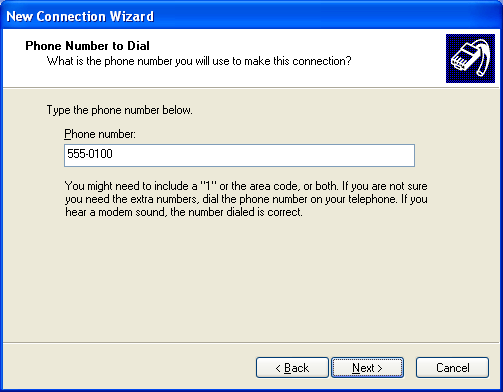 New Connection Wizard
Phone Number to Dial
What is the phone number you will use to make this connection?
Type the phone number below.
Phone number:
555-0100
You might need to include a "1" or the area code, or both. If you are not sure
you need the extra numbers, dial the phone number on your telephone. If you
hear a modem sound, the number dialed is correct.
< Back
Next >
Cancel